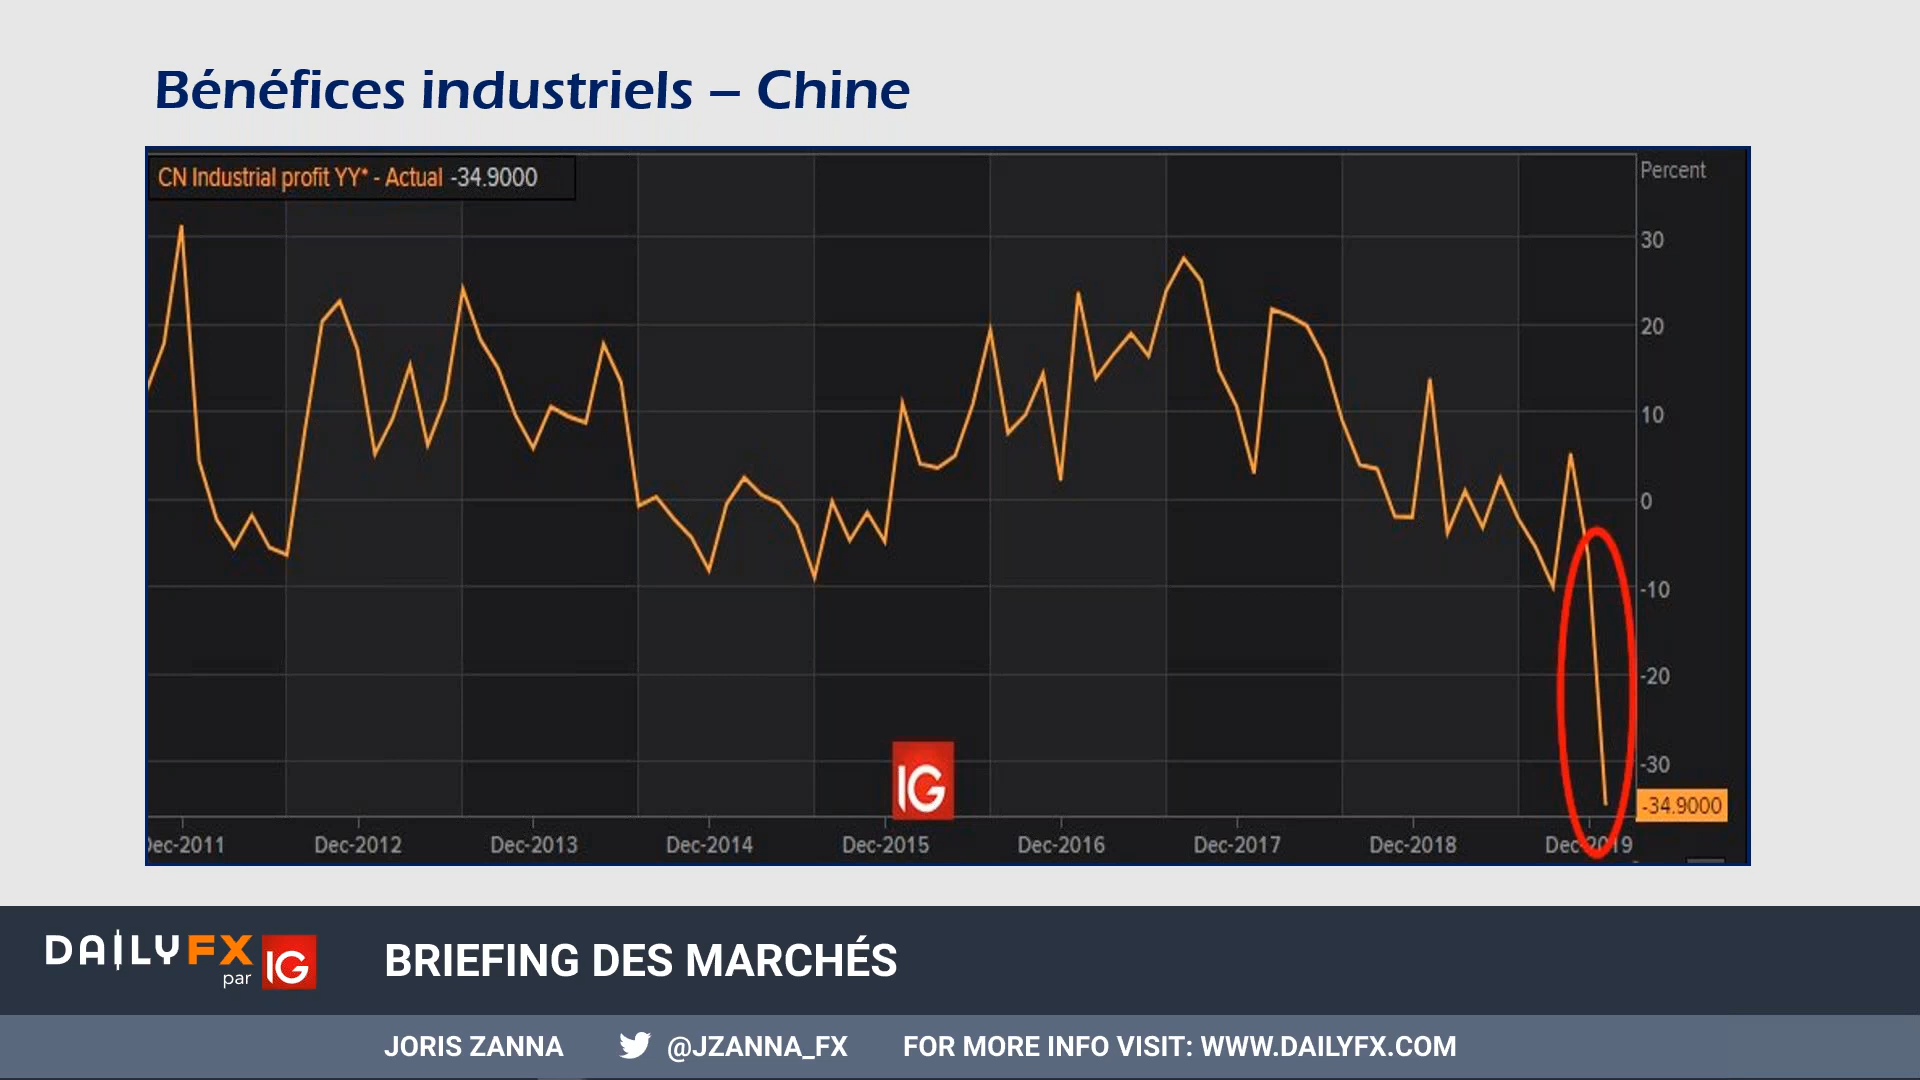 Bénéfices industriels – Chine
CN Industrial profit YY* - Actual -34.9000
Percent
30
20
10
0
-10
-20
-30
-34.9000
IG
Dec-2011 Dec-2012 Dec-2013 Dec-2014 Dec-2015 Dec-2016 Dec-2017 Dec-2018 Dec-2019
DAILYFX
par IG
BRIEFING DES MARCHÉS
JORIS ZANNA @JZANNA_FX FOR MORE INFO VISIT: WWW.DAILYFX.COM